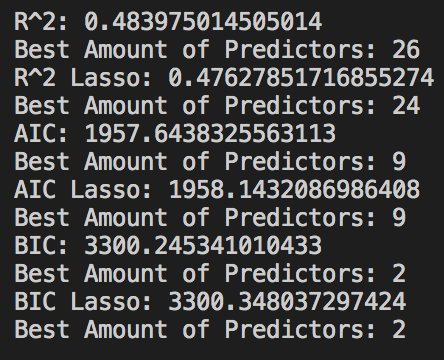 R^2: 0.483975014505014
Best Amount of Predictors: 26
R^2 Lasso: 0.47627851716855274
Best Amount of Predictors: 24
AIC: 1957.6438325563113
Best Amount of Predictors: 9
AIC Lasso: 1958.1432086986408
Best Amount of Predictors: 9
BIC: 3300.245341010433
Best Amount of Predictors: 2
BIC Lasso: 3300.348037297424
Best Amount of Predictors: 2